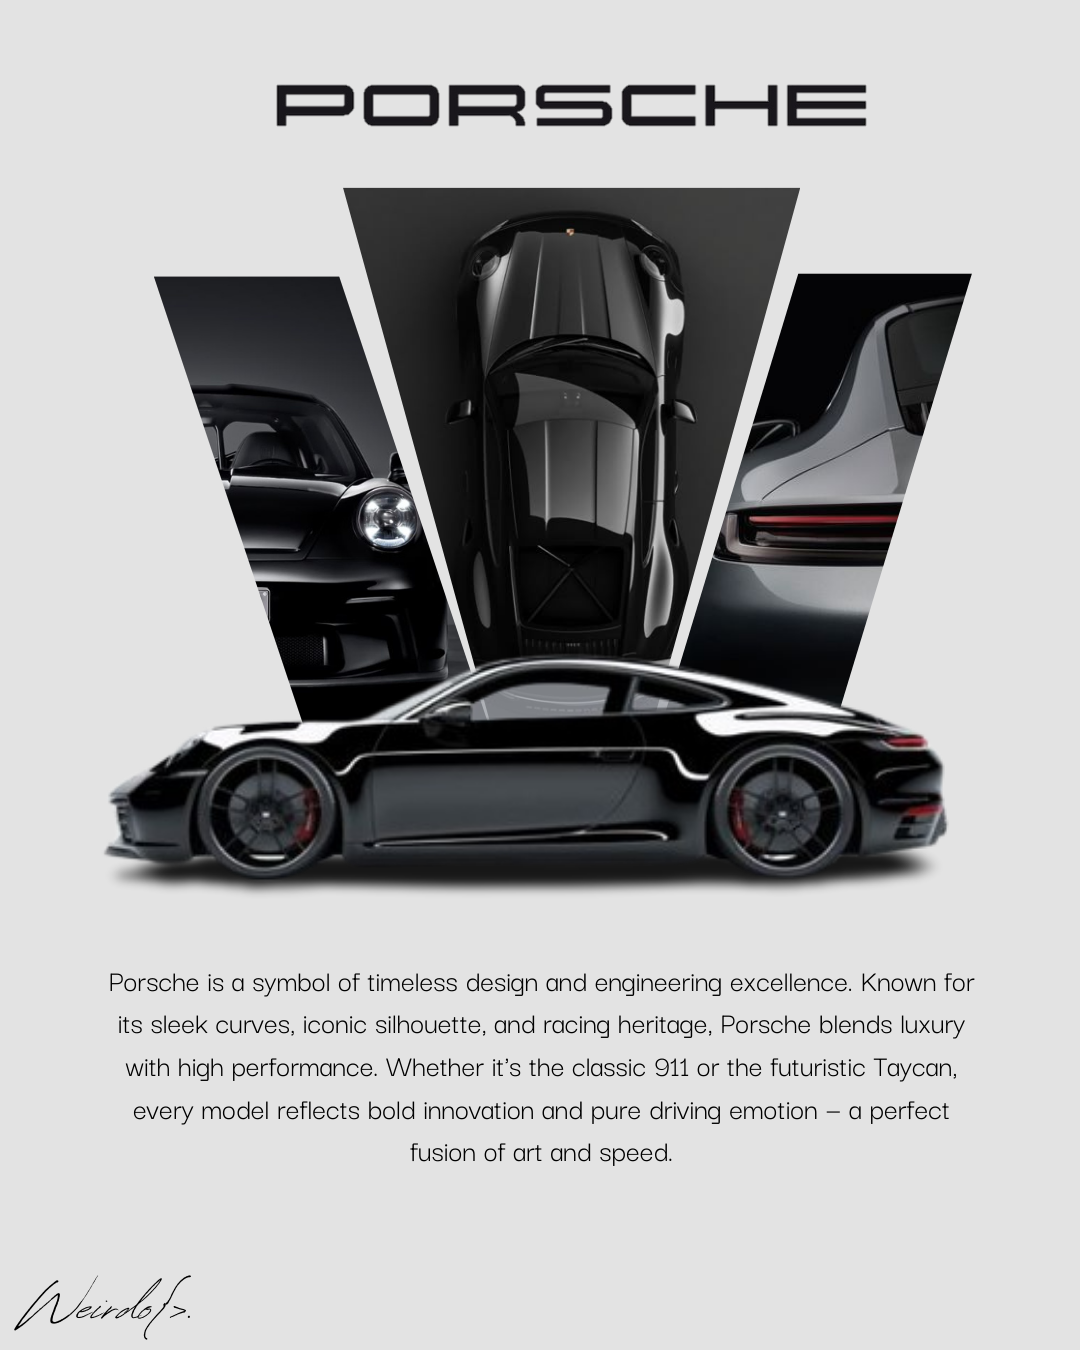 PORSCHE
Porsche is a symbol of timeless design and engineering excellence. Known for
its sleek curves, iconic silhouette, and racing heritage, Porsche blends luxury
with high performance. Whether it’s the classic 911 or the futuristic Taycan,
every model reflects bold innovation and pure driving emotion – a perfect
fusion of art and speed.